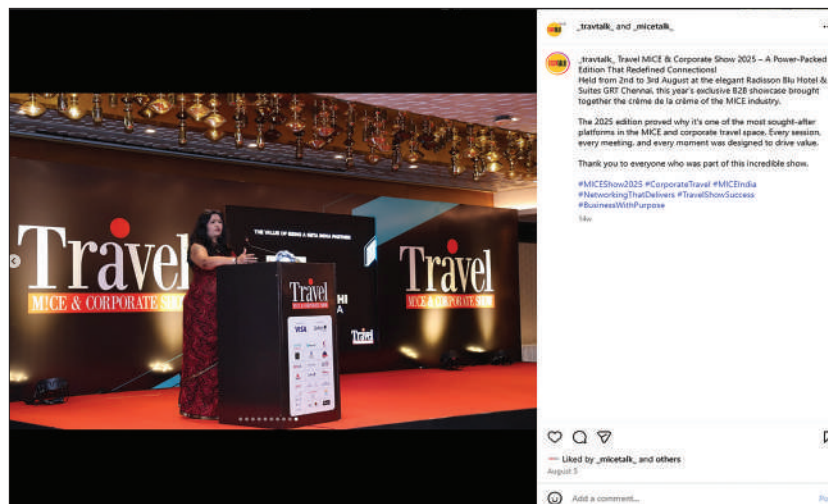 _travtalk_ and _micetalk_
_travtalk_ Travel MICE & Corporate Show 2025 – A Power-Packed
Edition That Redefined Connections!
Held from 2nd to 3rd August at the elegant Radisson Blu Hotel &
Suites GRT Chennai, this year's exclusive B2B showcase brought
together the crème de la crème of the MICE industry.
The 2025 edition proved why it's one of the most sought-after
platforms in the MICE and corporate travel space. Every session,
every meeting, and every moment was designed to drive value.
Thank you to everyone who was part of this incredible show.
#MICEShow2025 #CorporateTravel #MICEIndia
#NetworkingThatDelivers #TravelShowSuccess
#BusinessWithPurpose
14w
THE VALUE OF BEING A
Travel
M!CE & CORPORATE SHOW
Travel
M!CE & CORPORATE SHOW
Travel
M!CE & CORPORATE SHOW
HI
A
VISA
Liked by _micetalk_ and others
August 5
Add a comment...